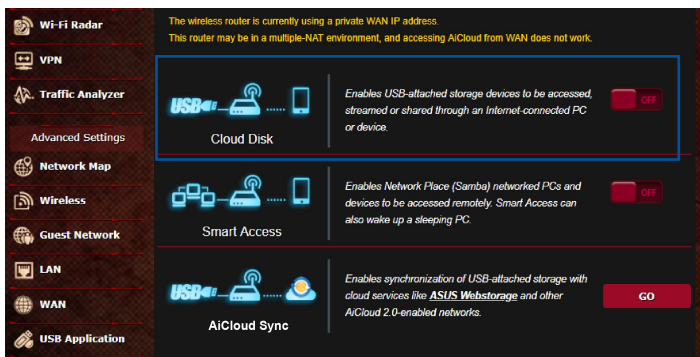 Wi-Fi Radar
VPN
Traffic Analyzer
Advanced Settings
Network Map
Wireless
Guest Network
LAN
WAN
USB Application
The wireless router is currently using a private WAN IP address.
This router may be in a multiple-NAT environment, and accessing AiCloud from WAN does not work.
USB
Cloud Disk
Enables USB-attached storage devices to be accessed,
streamed or shared through an Internet-connected PC
or device.
OFF
Smart Access
Enables Network Place (Samba) networked PCs and
devices to be accessed remotely. Smart Access can
also wake up a sleeping PC.
OFF
USB
AiCloud Sync
Enables synchronization of USB-attached storage with
cloud services like ASUS Webstorage and other
AiCloud 2.0-enabled networks.
GO